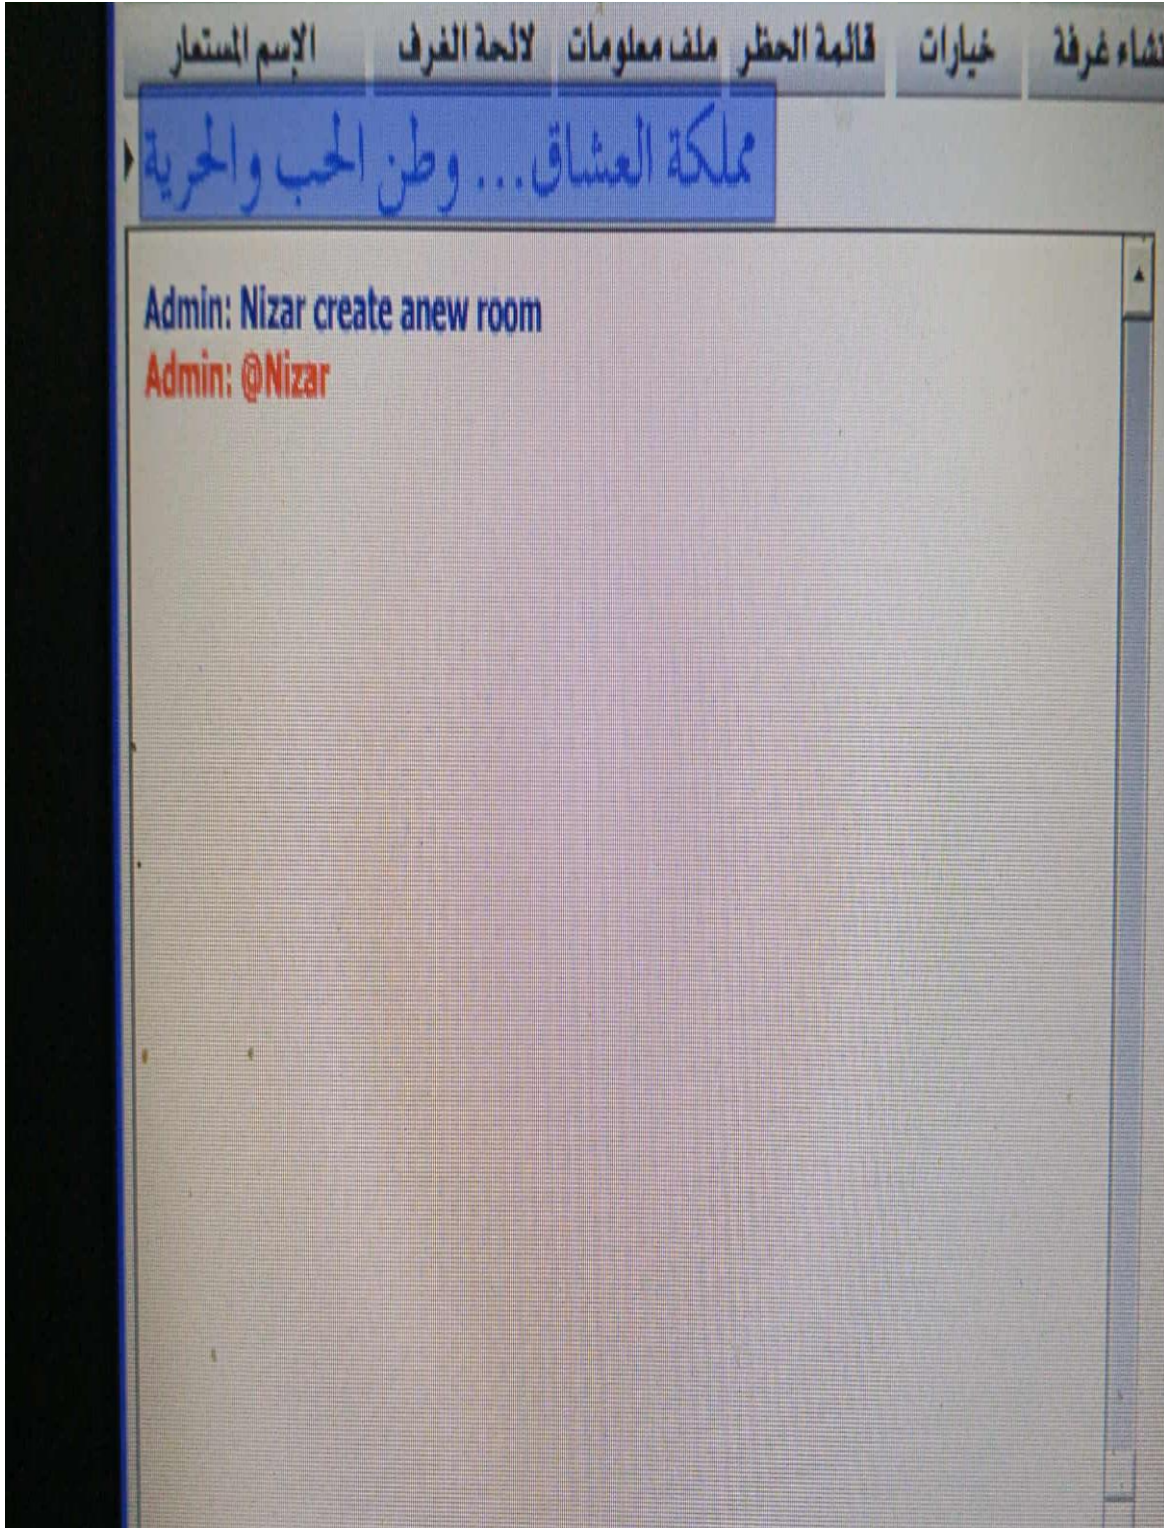 الإسم المستعار لائحة الغرف ملف معلومات قائمة الحظر خيارات نشاء غرفة
مملكة العشاق... وطن الحب والحرية
Admin: Nizar create anew room
Admin: @Nizar